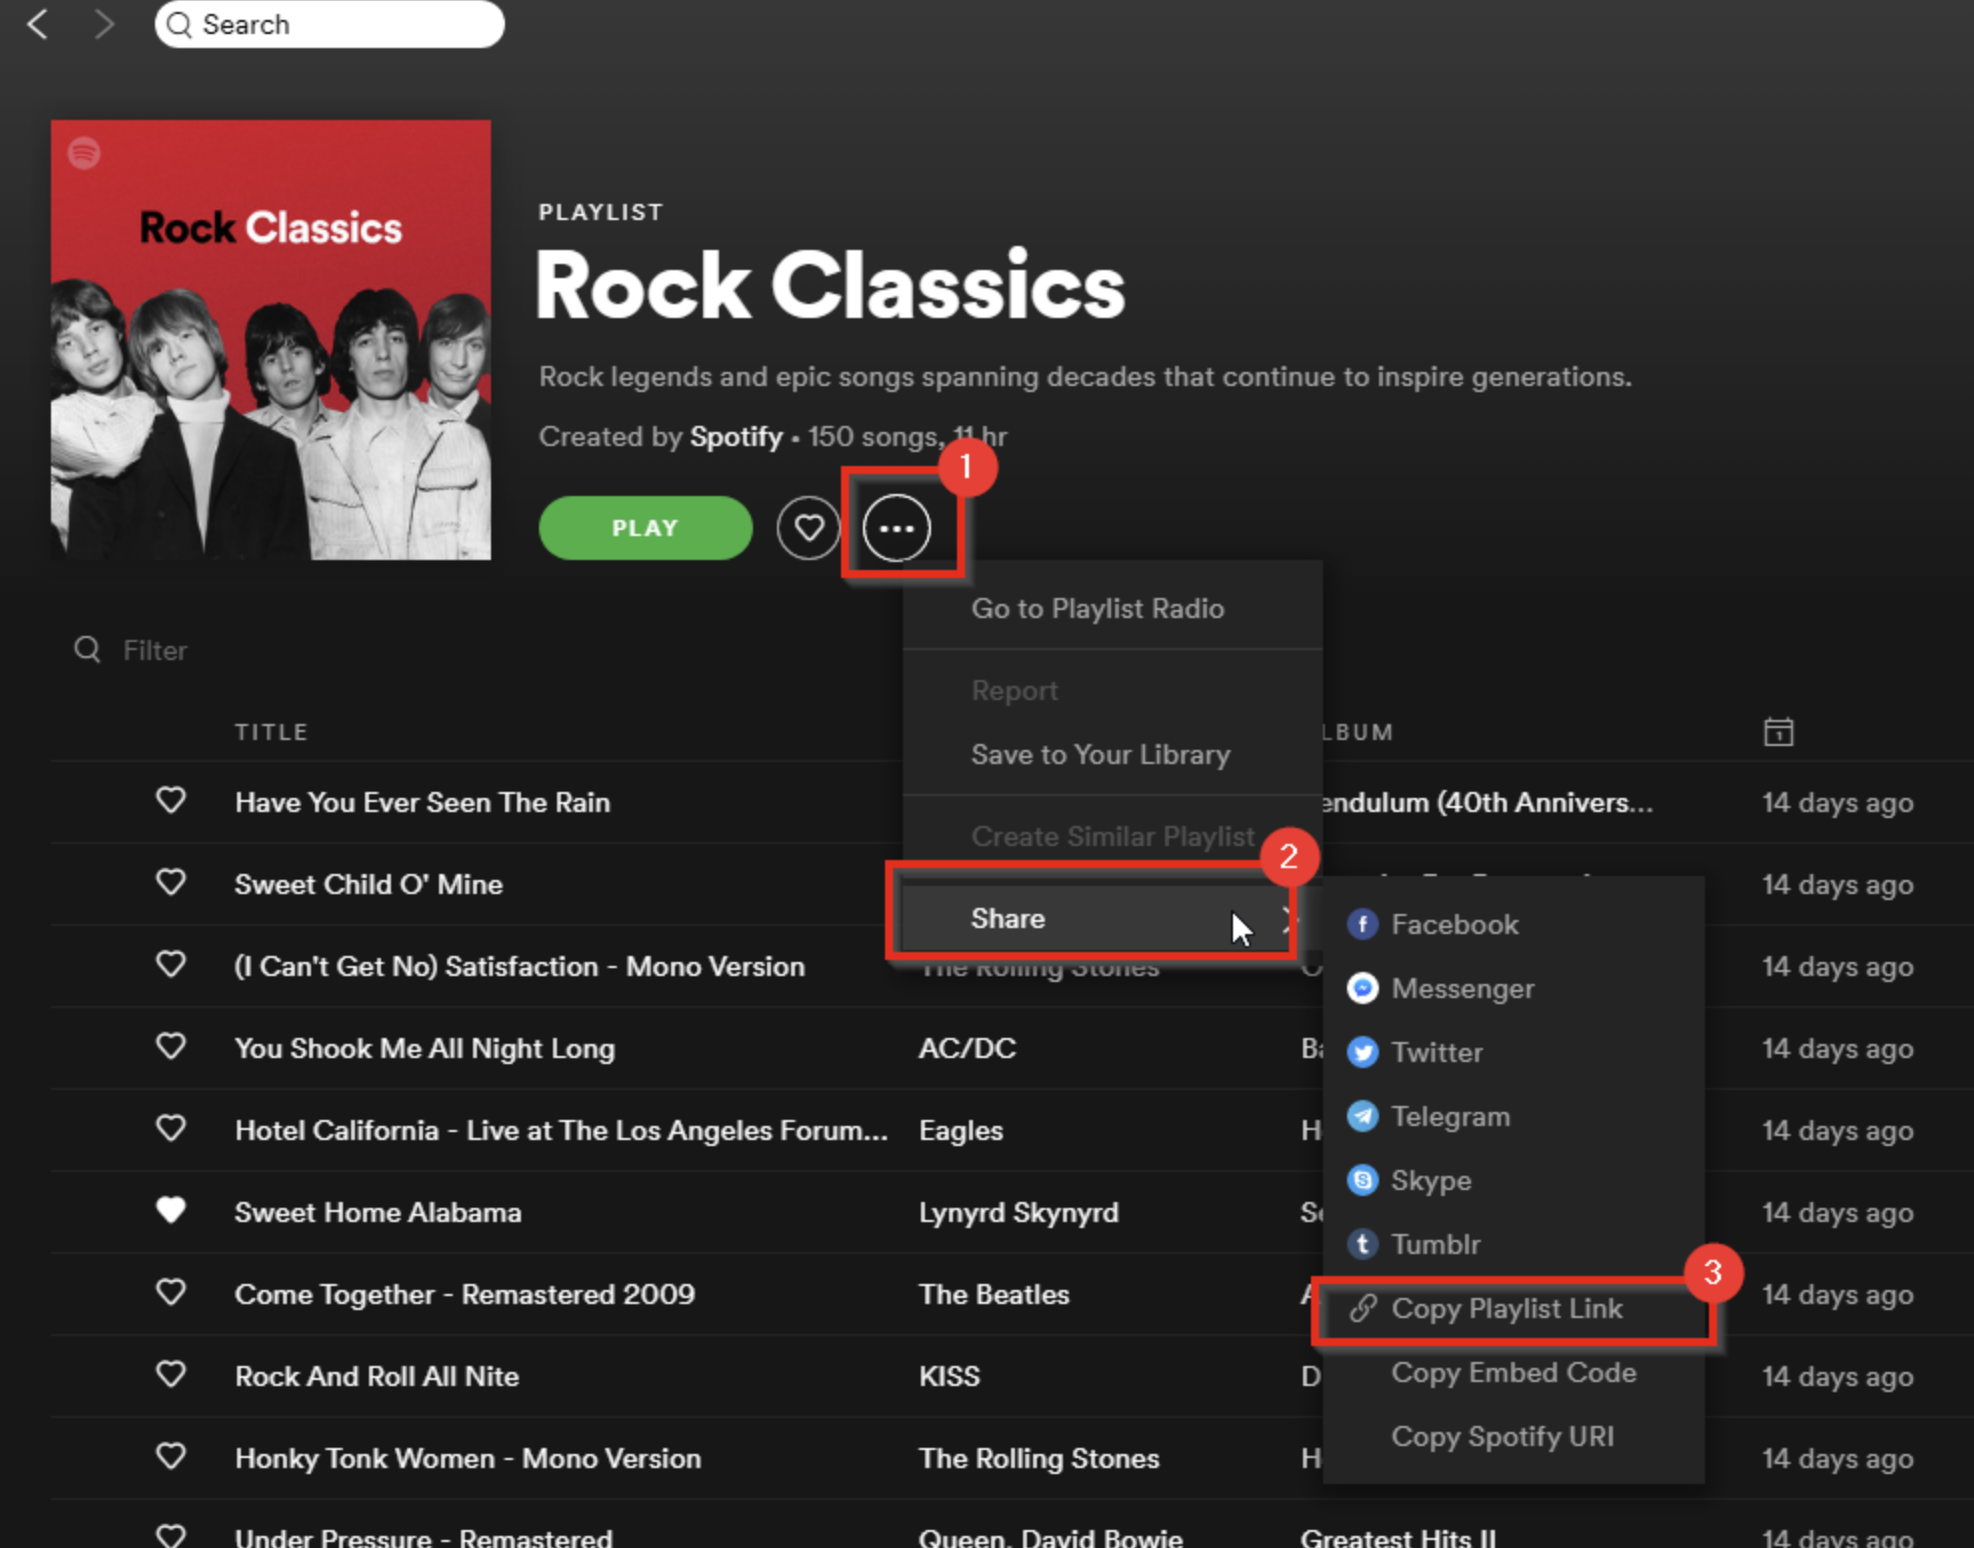 Search
Rock Classics
PLAYLIST
Rock Classics
Rock legends and epic songs spanning decades that continue to inspire generations.
Created by Spotify • 150 songs, 11 hr
1
PLAY
Go to Playlist Radio
Filter
Report
TITLE
LBUM
1
Save to Your Library
Have You Ever Seen The Rain
endulum (40th Annivers...
14 days ago
Create Similar Playlist
2
Sweet Child O' Mine
14 days ago
Share
Facebook
(I Can't Get No) Satisfaction - Mono Version
The Rolling Stones
14 days ago
Messenger
You Shook Me All Night Long
AC/DC
14 days ago
Twitter
Hotel California - Live at The Los Angeles Forum...
Eagles
H
14 days ago
Telegram
Skype
Sweet Home Alabama
Lynyrd Skynyrd
14 days ago
Tumblr
3
Come Together - Remastered 2009
The Beatles
A
14 days ago
Copy Playlist Link
Rock And Roll All Nite
KISS
D
14 days ago
Copy Embed Code
Copy Spotify URI
Honky Tonk Women - Mono Version
The Rolling Stones
H
14 days ago
Under Pressure - Remastered
Queen, David Bowie
Greatest Hits II
14 days ago